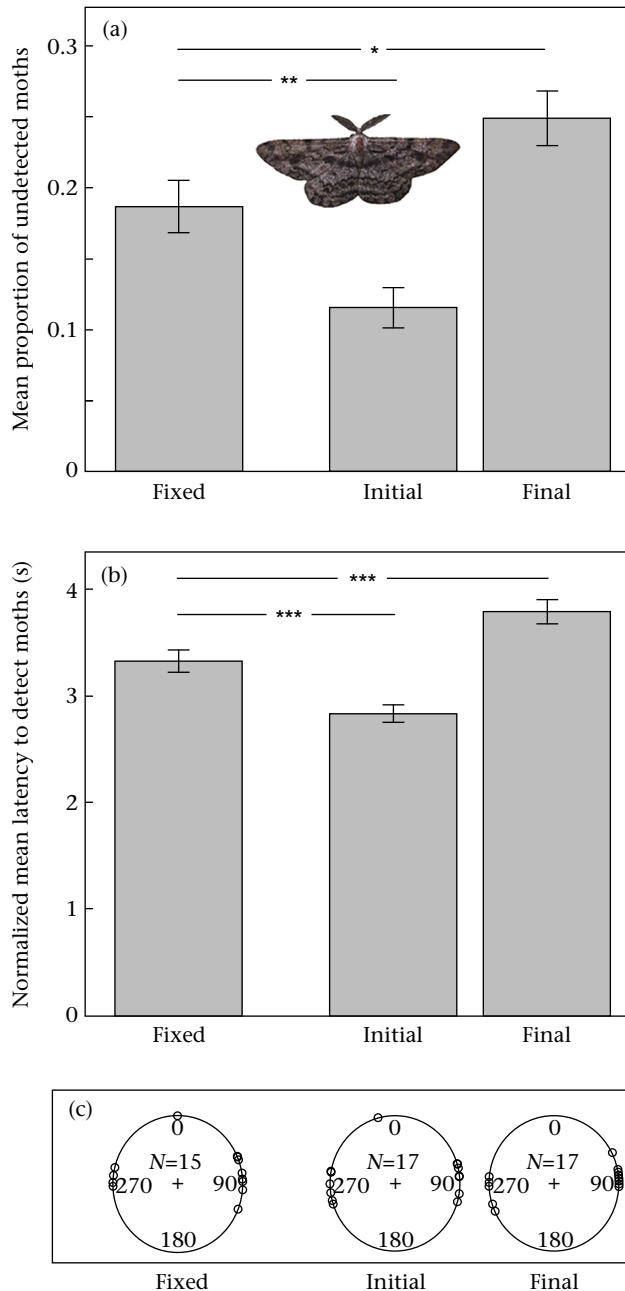 (a)
Mean proportion of undetected moths
0.3
0.2
0.1
0
*
**
Fixed Initial Final
(b)
Normalized mean latency to detect moths (s)
4
3
2
1
0
***
***
Fixed Initial Final
(c)
0 0 0
N=15 N=17 N=17
270 + 90 270 + 90 270 + 90
180 180 180
Fixed Initial Final